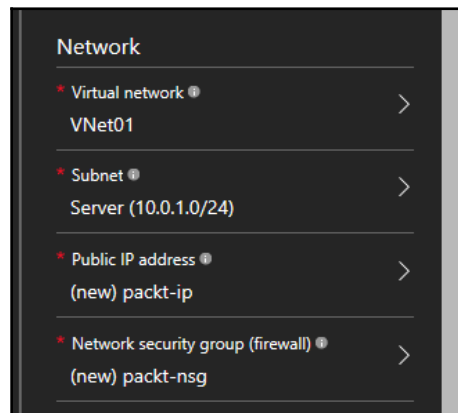 Network
* Virtual network
VNet01
* Subnet
Server (10.0.1.0/24)
* Public IP address
(new) packt-ip
* Network security group (firewall)
(new) packt-nsg